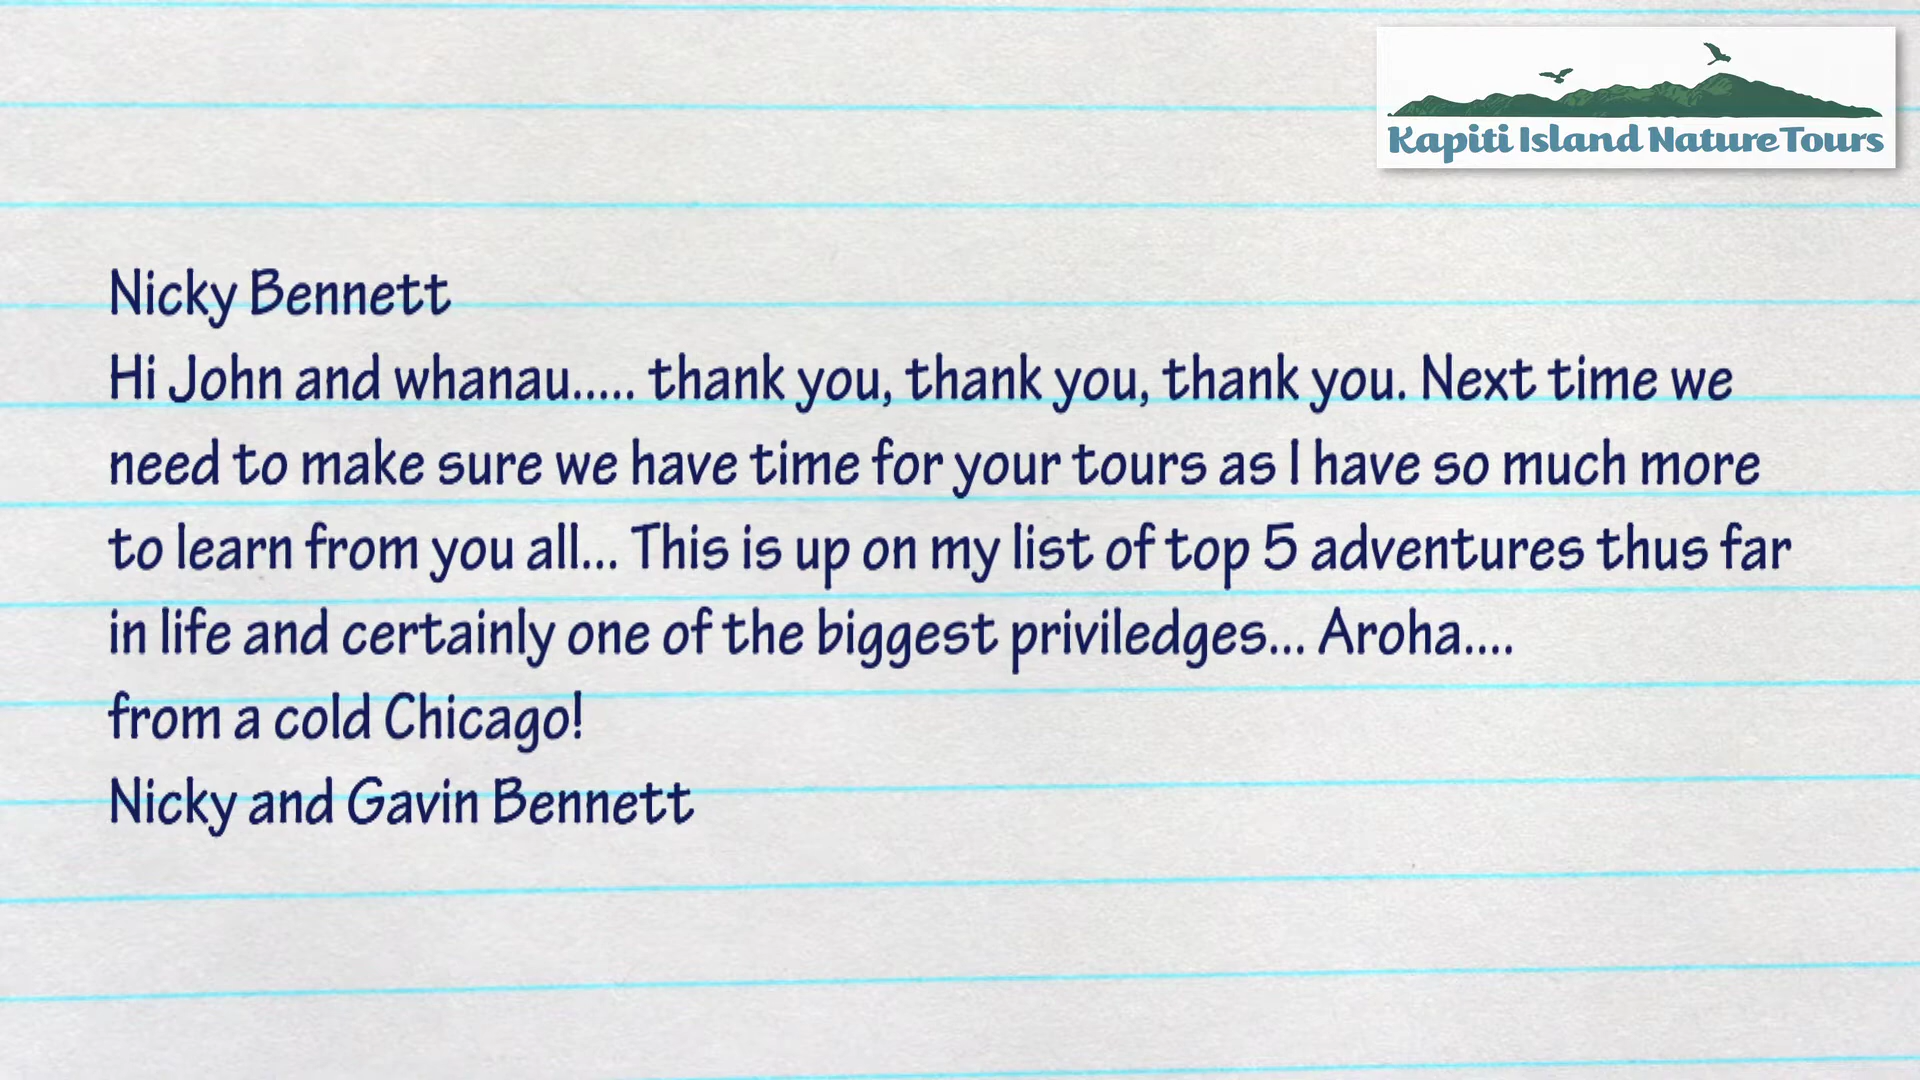 Kapiti Island Nature Tours
Nicky Bennett
Hi John and whanau..... thank you, thank you, thank you. Next time we
need to make sure we have time for your tours as I have so much more
to learn from you all... This is up on my list of top 5 adventures thus far
in life and certainly one of the biggest priviledges... Aroha....
from a cold Chicago!
Nicky and Gavin Bennett